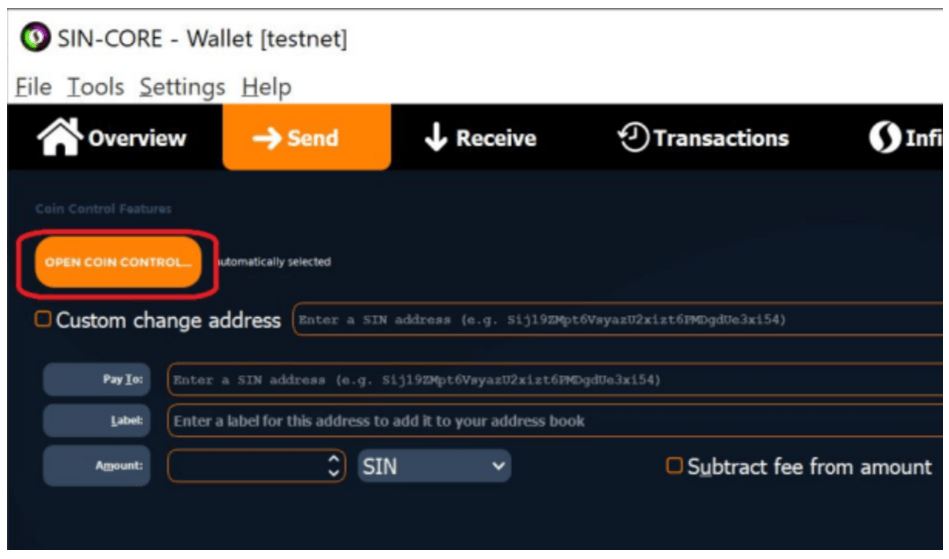 SIN-CORE - Wallet [testnet]
File Tools Settings Help
Overview Send Receive Transactions Infi
Coin Control Features
OPEN COIN CONTROL... utomatically selected
Custom change address Enter a SIN address (e.g. Sij19ZMpt6VsyazU2xizt6PMDgdUe3xi54)
Pay To: Enter a SIN address (e.g. Sij19ZMpt6VsyazU2xizt6PMDgdUe3xi54)
Label: Enter a label for this address to add it to your address book
Amount: SIN Subtract fee from amount